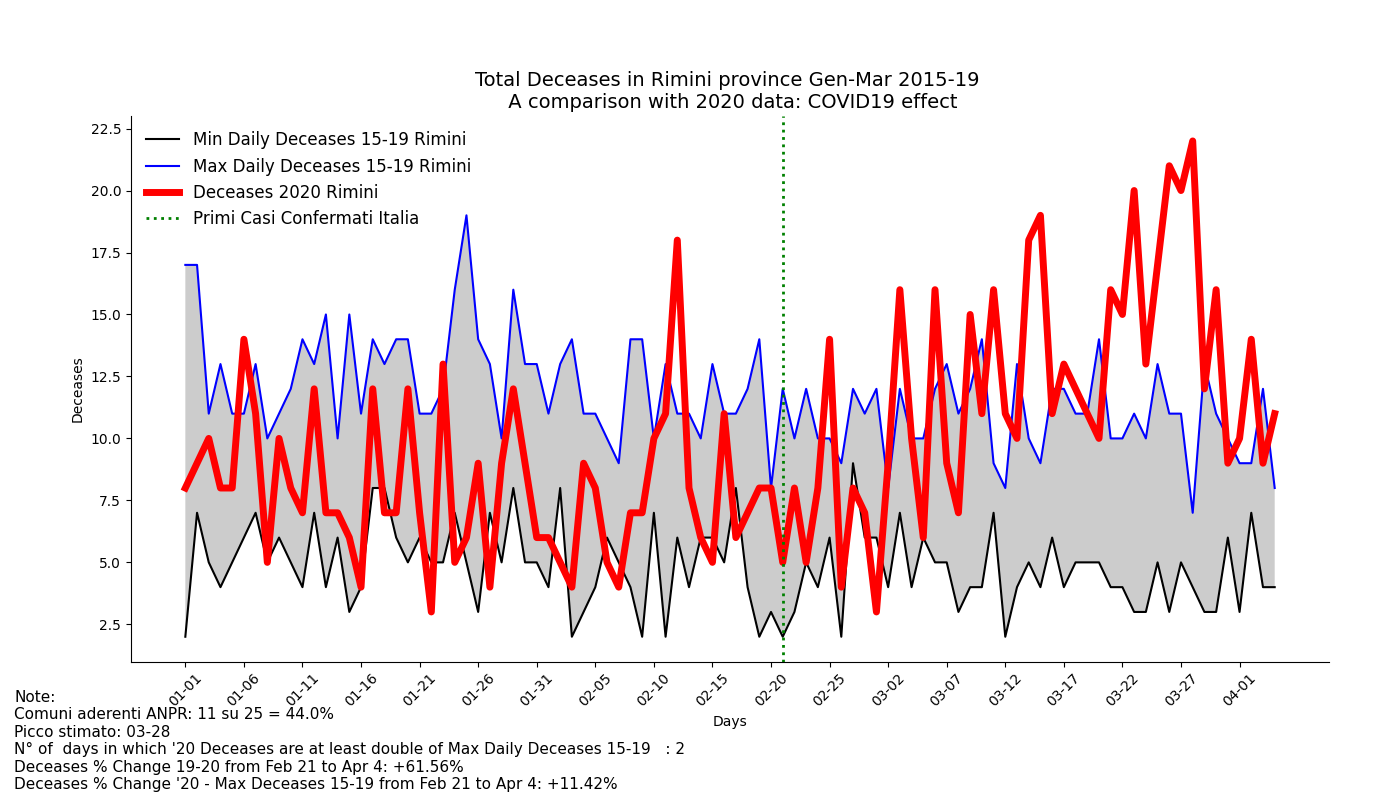 Total Deceases in Rimini province Gen-Mar 2015-19
A comparison with 2020 data: COVID19 effect
22.5
20.0
17.5
15.0
12.5
10.0
7.5
5.0
2.5
Deceases
Min Daily Deceases 15-19 Rimini
Max Daily Deceases 15-19 Rimini
Deceases 2020 Rimini
Primi Casi Confermati Italia
01-01
01-06
01-11
01-16
01-21
01-26
01-31
02-05
02-10
02-15
02-20
02-25
03-02
03-07
03-12
03-17
03-22
03-27
04-01
Days
Note:
Comuni aderenti ANPR: 11 su 25 = 44.0%
Picco stimato: 03-28
N° of  days in which '20 Deceases are at least double of Max Daily Deceases 15-19   : 2
Deceases % Change 19-20 from Feb 21 to Apr 4: +61.56%
Deceases % Change '20 - Max Deceases 15-19 from Feb 21 to Apr 4: +11.42%